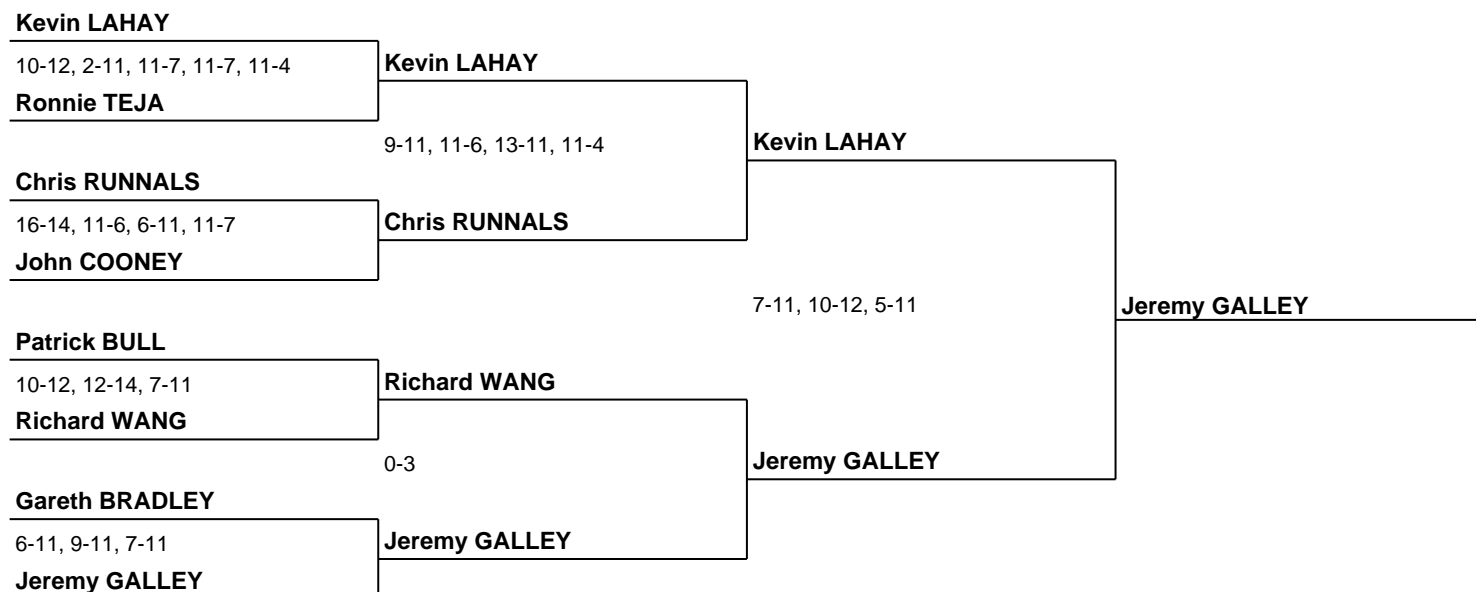 Kevin LAHAY
10-12, 2-11, 11-7, 11-7, 11-4
Ronnie TEJA
Kevin LAHAY
9-11, 11-6, 13-11, 11-4
Chris RUNNALS
16-14, 11-6, 6-11, 11-7
John COONEY
Chris RUNNALS
Kevin LAHAY
7-11, 10-12, 5-11
Jeremy GALLEY
Patrick BULL
10-12, 12-14, 7-11
Richard WANG
Richard WANG
0-3
Gareth BRADLEY
6-11, 9-11, 7-11
Jeremy GALLEY
Jeremy GALLEY
Jeremy GALLEY